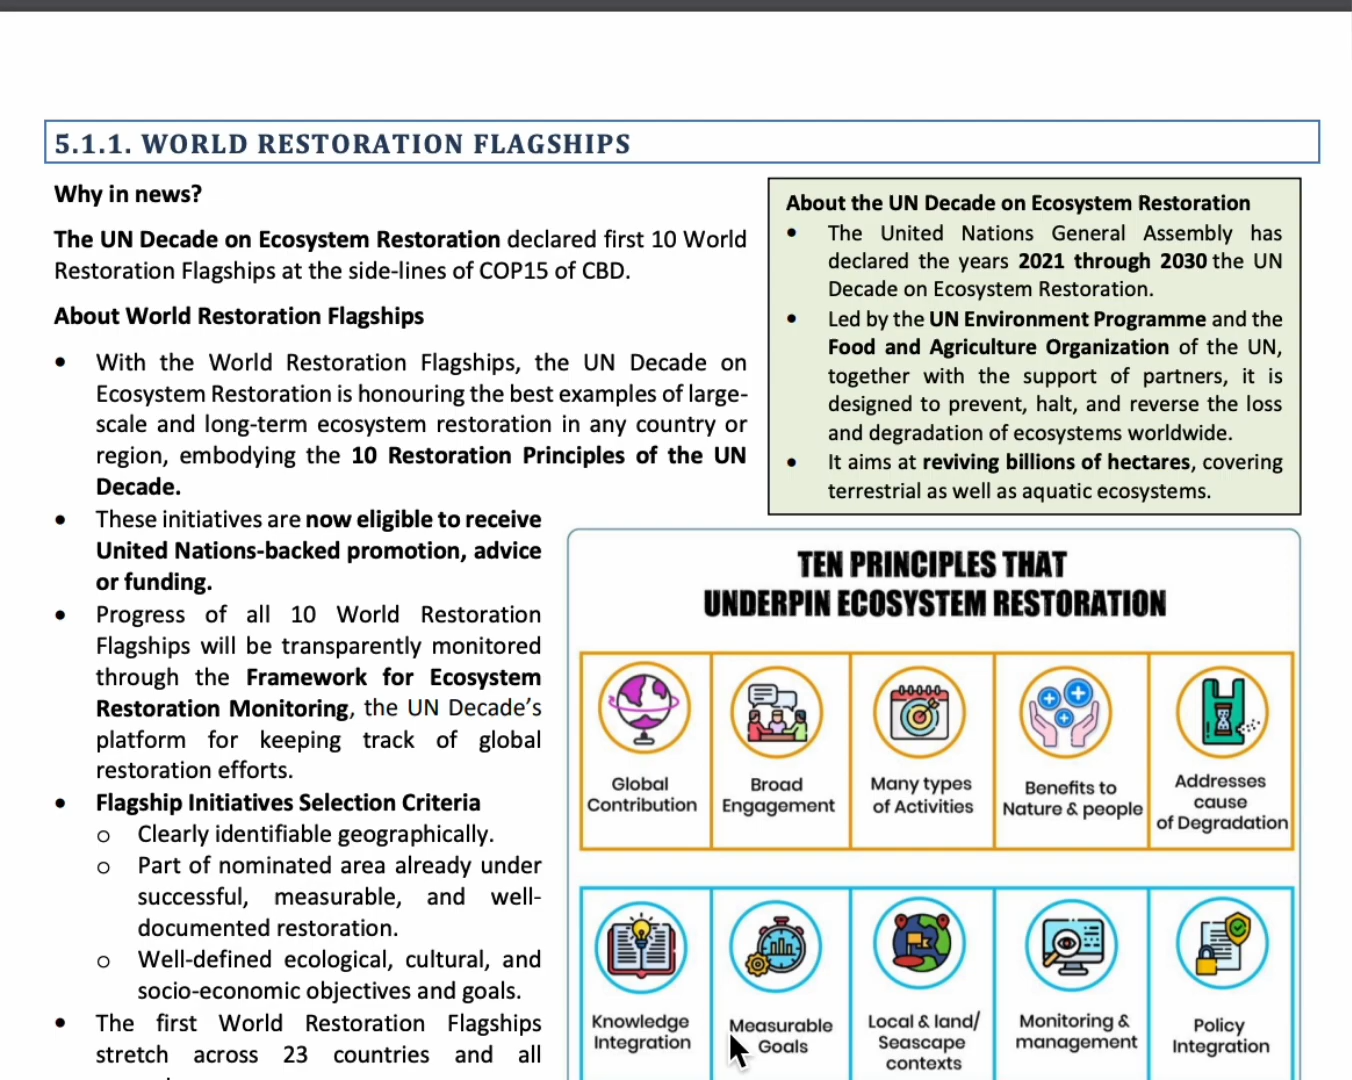 5.1.1. WORLD RESTORATION FLAGSHIPS
Why in news?
The UN Decade on Ecosystem Restoration declared first 10 World
Restoration Flagships at the side-lines of COP15 of CBD.
About World Restoration Flagships
• With the World Restoration Flagships, the UN Decade on
Ecosystem Restoration is honouring the best examples of large-
scale and long-term ecosystem restoration in any country or
region, embodying the 10 Restoration Principles of the UN
Decade.
• These initiatives are now eligible to receive
United Nations-backed promotion, advice
or funding.
• Progress of all 10 World Restoration
Flagships will be transparently monitored
through the Framework for Ecosystem
Restoration Monitoring, the UN Decade’s
platform for keeping track of global
restoration efforts.
• Flagship Initiatives Selection Criteria
o Clearly identifiable geographically.
o Part of nominated area already under
successful, measurable, and well-
documented restoration.
o Well-defined ecological, cultural, and
socio-economic objectives and goals.
• The first World Restoration Flagships
stretch across 23 countries and all
About the UN Decade on Ecosystem Restoration
• The United Nations General Assembly has
declared the years 2021 through 2030 the UN
Decade on Ecosystem Restoration.
• Led by the UN Environment Programme and the
Food and Agriculture Organization of the UN,
together with the support of partners, it is
designed to prevent, halt, and reverse the loss
and degradation of ecosystems worldwide.
• It aims at reviving billions of hectares, covering
terrestrial as well as aquatic ecosystems.
TEN PRINCIPLES THAT
UNDERPIN ECOSYSTEM RESTORATION
Global
Contribution
Broad
Engagement
Many types
of Activities
Benefits to
Nature & people
Addresses
cause
of Degradation
Knowledge
Integration
Measurable
Goals
Local & land/
Seascape
contexts
Monitoring &
management
Policy
Integration